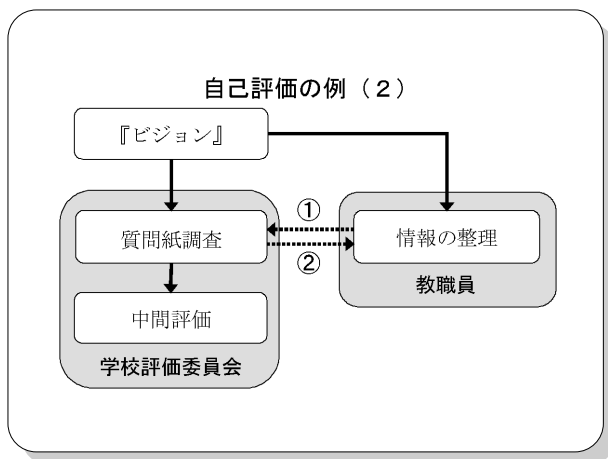 自己評価の例（２）
『ビジョン』
①
質問紙調査
情報の整理
②
教職員
中間評価
学校評価委員会